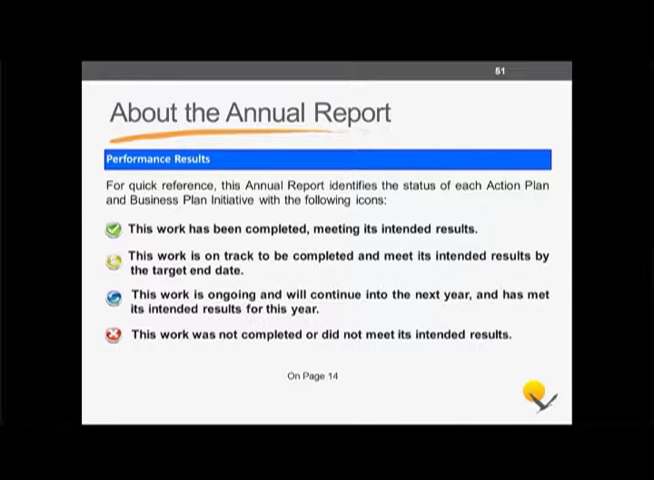 51
About the Annual Report
Performance Results
For quick reference, this Annual Report identifies the status of each Action Plan
and Business Plan Initiative with the following icons:
This work has been completed, meeting its intended results.
This work is on track to be completed and meet its intended results by
the target end date.
This work is ongoing and will continue into the next year, and has met
its intended results for this year.
This work was not completed or did not meet its intended results.
On Page 14